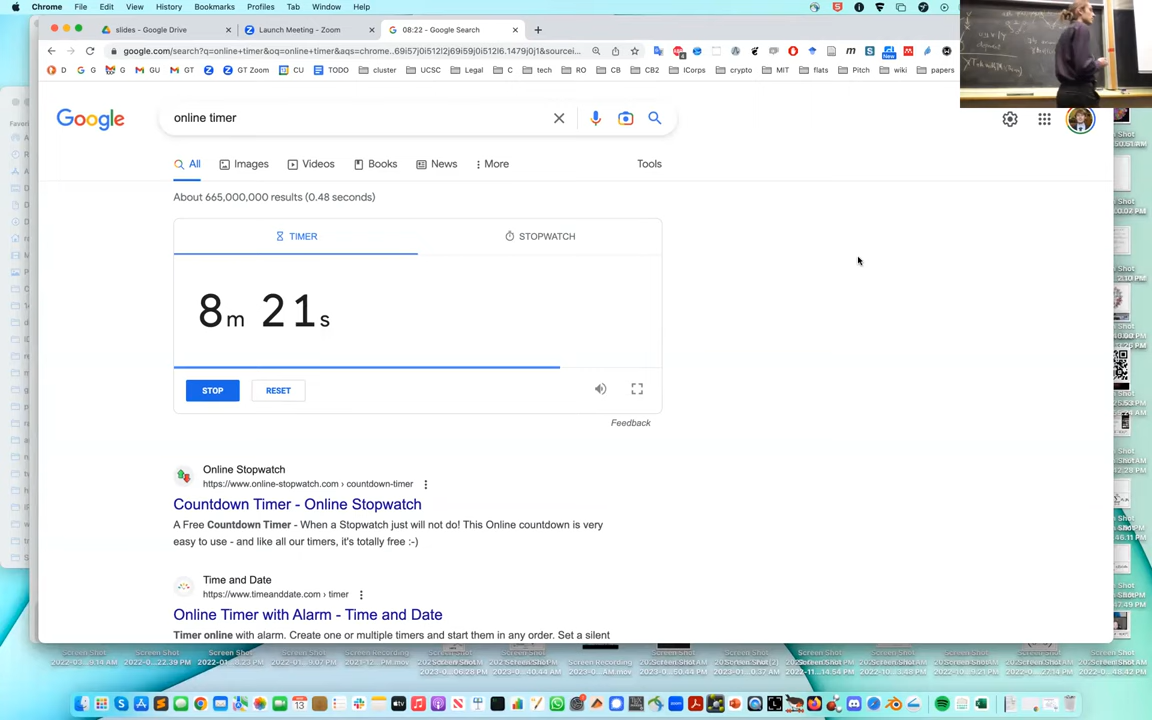 Chrome File Edit View History Bookmarks Profiles Tab Window Help
slides - Google Drive
Launch Meeting - Zoom
08:22 - Google Search
google.com/search?q=online+timer&oq=online+timer&aqs=chrome..69i57j0i512l2j69i59j0i512l6.1479j0j1&sourcei...
D G G GU GT GT Zoom CU TODO cluster UCSC Legal C tech RO CB CB2 ICorps crypto MIT flats Pitch wiki papers
Google
online timer
All Images Videos Books News More Tools
About 665,000,000 results (0.48 seconds)
TIMER STOPWATCH
8m 21s
STOP RESET
Feedback
Online Stopwatch
https://www.online-stopwatch.com › countdown-timer
Countdown Timer - Online Stopwatch
A Free Countdown Timer - When a Stopwatch just will not do! This Online countdown is very
easy to use - and like all our timers, it's totally free :-)
Time and Date
https://www.timeanddate.com › timer
Online Timer with Alarm - Time and Date
Timer online with alarm. Create one or multiple timers and start them in any order. Set a silent